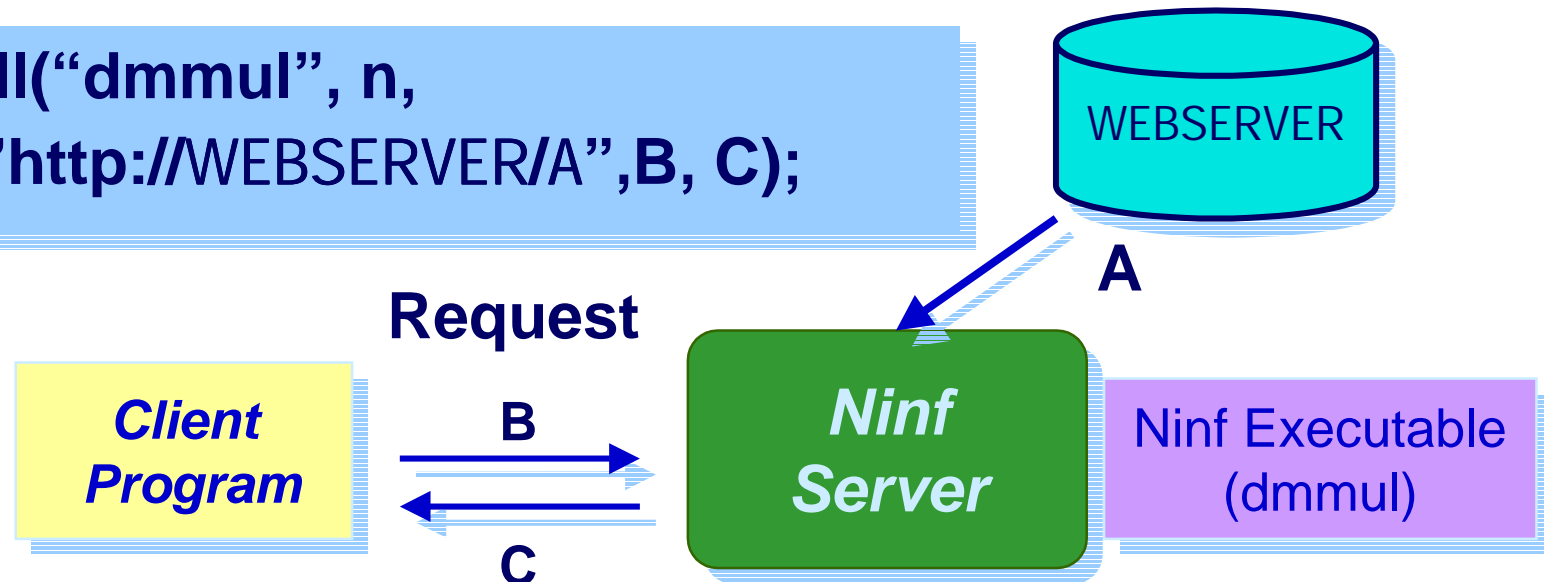 ll(“dmmul”, n,
”http://WEBSERVER/A”,B, C);
WEBSERVER
A
Request
Client
Program
B
C
Ninf
Server
Ninf Executable
(dmmul)